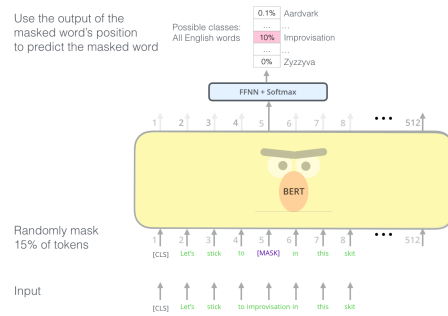 Use the output of the
masked word's position
to predict the masked word
Possible classes:
All English words
0.1% Aardvark
... ...
10% Improvisation
... ...
0% Zyzzyva
FFNN + Softmax
1 2 3 4 5 6 7 8 ... 512
BERT
Randomly mask
15% of tokens
1 2 3 4 5 6 7 8 ... 512
[CLS] Let's stick to [MASK] in this skit
Input
[CLS] Let's stick to Improvisation in this skit